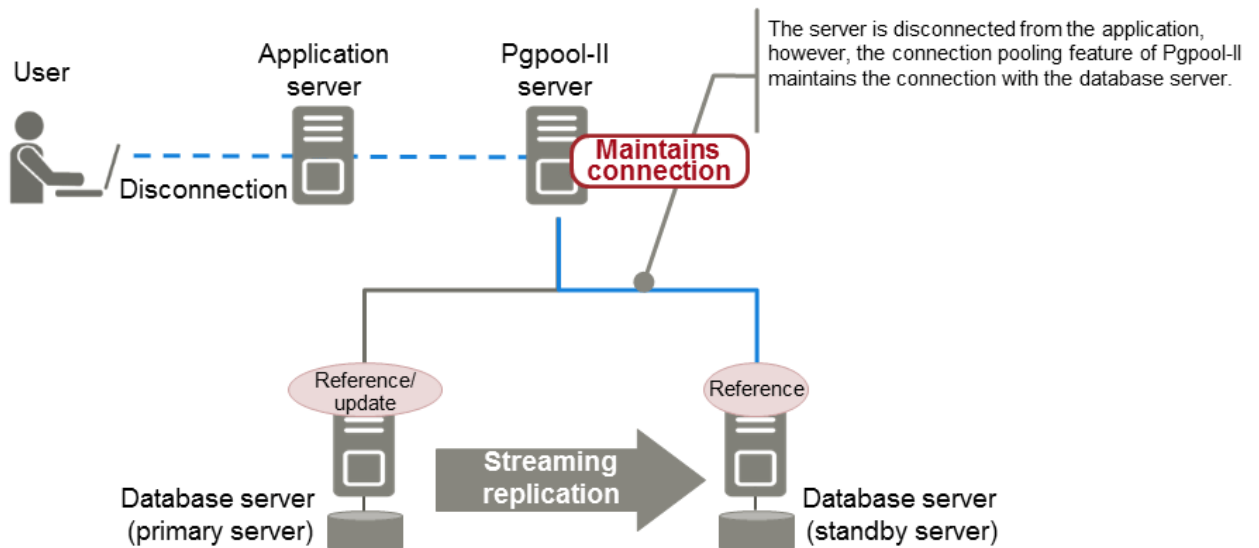 The server is disconnected from the application,
however, the connection pooling feature of Pgpool-II
maintains the connection with the database server.
User
Application
server
Pgpool-II
server
Maintains
connection
Disconnection
Reference/
update
Reference
Streaming
replication
Database server
(primary server)
Database server
(standby server)